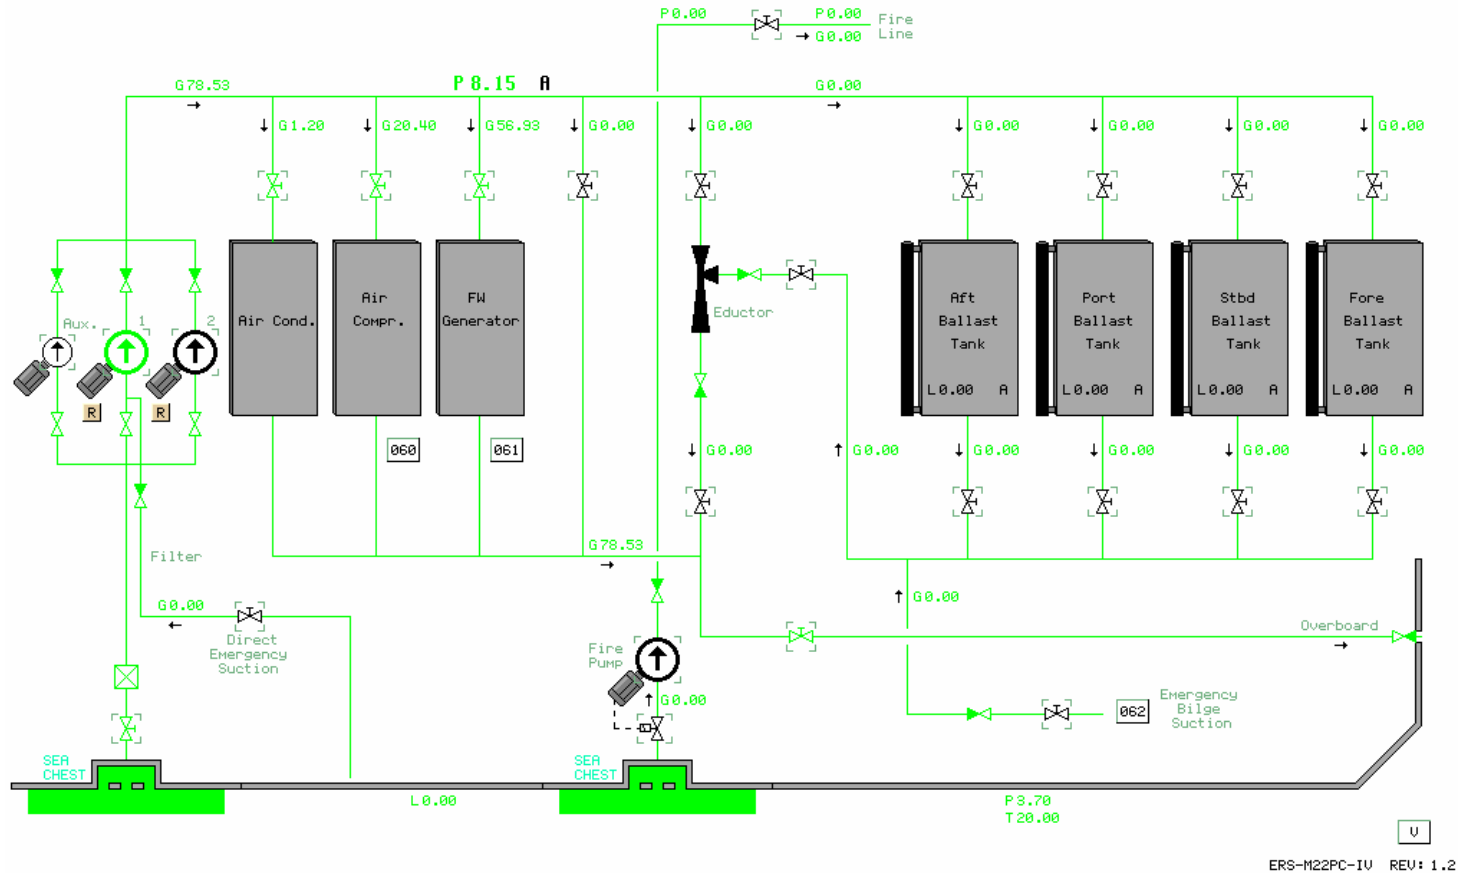 P0.00 P0.00 Fire
G0.00 Line
G78.53 P 8.15 A G0.00
G1.20 G20.40 G56.93 G0.00 G0.00 G0.00 G0.00 G0.00 G0.00
Aux. 1 2
Air Cond.
Air
Compr.
FW
Generator
Eductor
Aft
Ballast
Tank
L0.00 A
Port
Ballast
Tank
L0.00 A
Stbd
Ballast
Tank
L0.00 A
Fore
Ballast
Tank
L0.00 A
R R
060 061 G0.00 G0.00 G0.00 G0.00 G0.00 G0.00
Filter
G78.53
G0.00
G0.00
Direct
Emergency
Suction
Fire
Pump
G0.00
Overboard
062
Emergency
Bilge
Suction
SEA
CHEST
SEA
CHEST
L0.00
P3.70
T20.00
V
ERS-M22PC-IV REV: 1.2